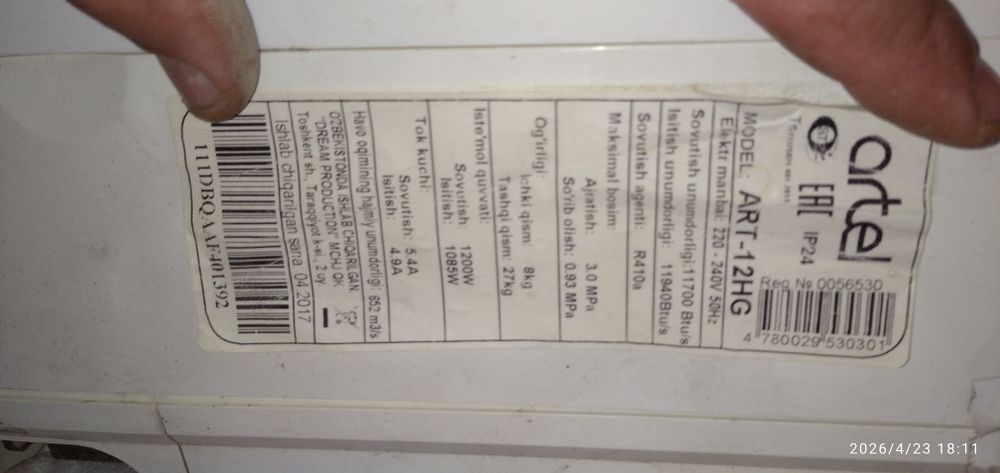 artel
EAC IP24
Reg № 0056530
4 780029 530301
MODEL: ART-12HG
Elektr manbai: 220 - 240V 50Hz
Sovutish unumdorligi: 11700 Btu/s
Isitish unumdorligi: 11940Btu/s
Sovutish agenti: R410a
Maksimal bosim:
Ajratish: 3.0 MPa
So'rib olish: 0.93 MPa
Og'irligi: Ichki qism: 8kg
Tashqi qism: 27kg
Iste'mol quvvati:
Sovutish: 1200W
Isitish: 1085W
Tok kuchi:
Sovutish: 5.4A
Isitish: 4.9A
Havo oqimining hajmiy unumdorligi: 652 m3/s
OZBEKISTONDA ISHLAB CHIQARILGAN.
"DREAM PRODUCTION" MCHJ QK
Toshkent sh., Taraqqiyot k-si., 2 uy.
Ishlab chiqarilgan sana 04.2017
111DBQAAF401392
2026/4/23 18:11